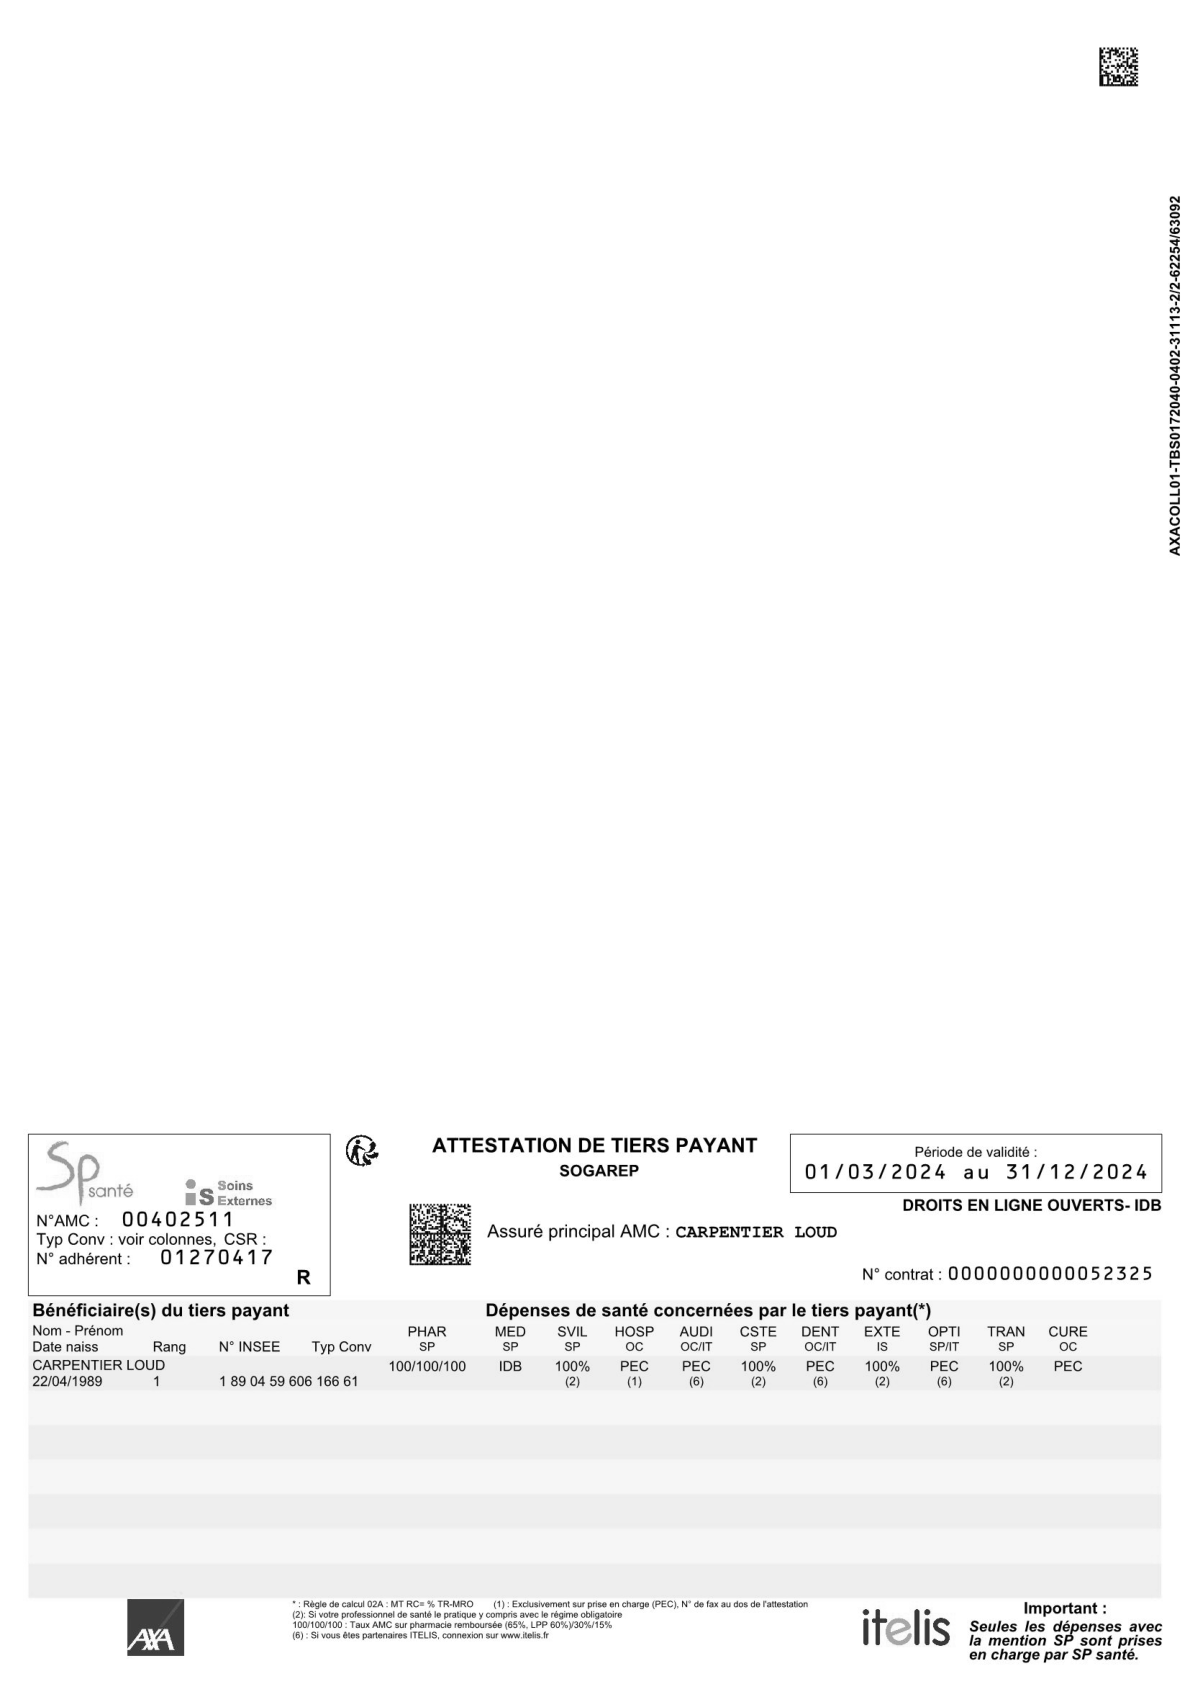 AXACOLL01-TBS0172040-0402-31113-2/2-62254/63092
Sp santé
is Soins Externes
N°AMC : 00402511
Typ Conv : voir colonnes, CSR :
N° adhérent : 01270417
R
ATTESTATION DE TIERS PAYANT
SOGAREP
Assuré principal AMC : CARPENTIER LOUD
Période de validité :
01/03/2024 au 31/12/2024
DROITS EN LIGNE OUVERTS- IDB
N° contrat : 0000000000052325
Bénéficiaire(s) du tiers payant Dépenses de santé concernées par le tiers payant(*)
Nom - Prénom PHAR MED SVIL HOSP AUDI CSTE DENT EXTE OPTI TRAN CURE
Date naiss Rang N° INSEE Typ Conv SP SP SP OC OC/IT SP OC/IT IS SP/IT SP OC
CARPENTIER LOUD 100/100/100 IDB 100% PEC PEC 100% PEC 100% PEC 100% PEC
22/04/1989 1 1 89 04 59 606 166 61 (2) (1) (6) (2) (6) (2) (6) (2)
AXA
* : Règle de calcul 02A : MT RC= % TR-MRO (1) : Exclusivement sur prise en charge (PEC), N° de fax au dos de l'attestation
(2): Si votre professionnel de santé le pratique y compris avec le régime obligatoire
100/100/100 : Taux AMC sur pharmacie remboursée (65%, LPP 60%)/30%/15%
(6) : Si vous êtes partenaires ITELIS, connexion sur www.itelis.fr
itelis
Important :
Seules les dépenses avec
la mention SP sont prises
en charge par SP santé.